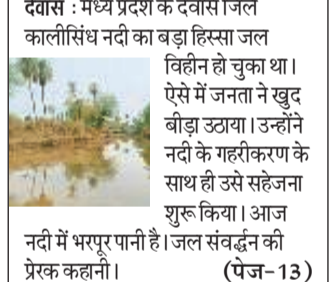 देवास : मध्य प्रदेश के देवास जिले
कालीसिंध नदी का बड़ा हिस्सा जल
विहीन हो चुका था।
ऐसे में जनता ने खुद
बीड़ा उठाया। उन्होंने
नदी के गहरीकरण के
साथ ही उसे सहेजना
शुरू किया। आज
नदी में भरपूर पानी है। जल संवर्द्धन की
प्रेरक कहानी।
(पेज-13)